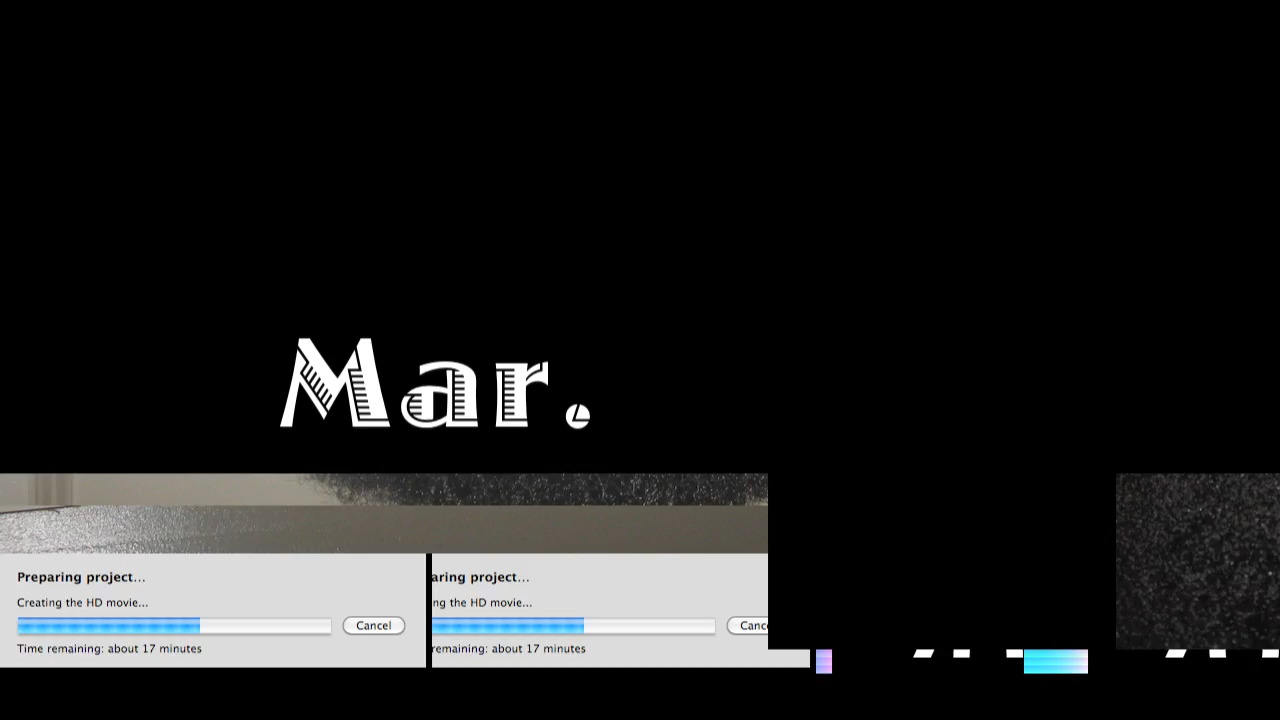 Mar.
Preparing project...
aring project...
Creating the HD movie...
ng the HD movie...
Cancel
Canc
Time remaining: about 17 minutes
remaining: about 17 minutes